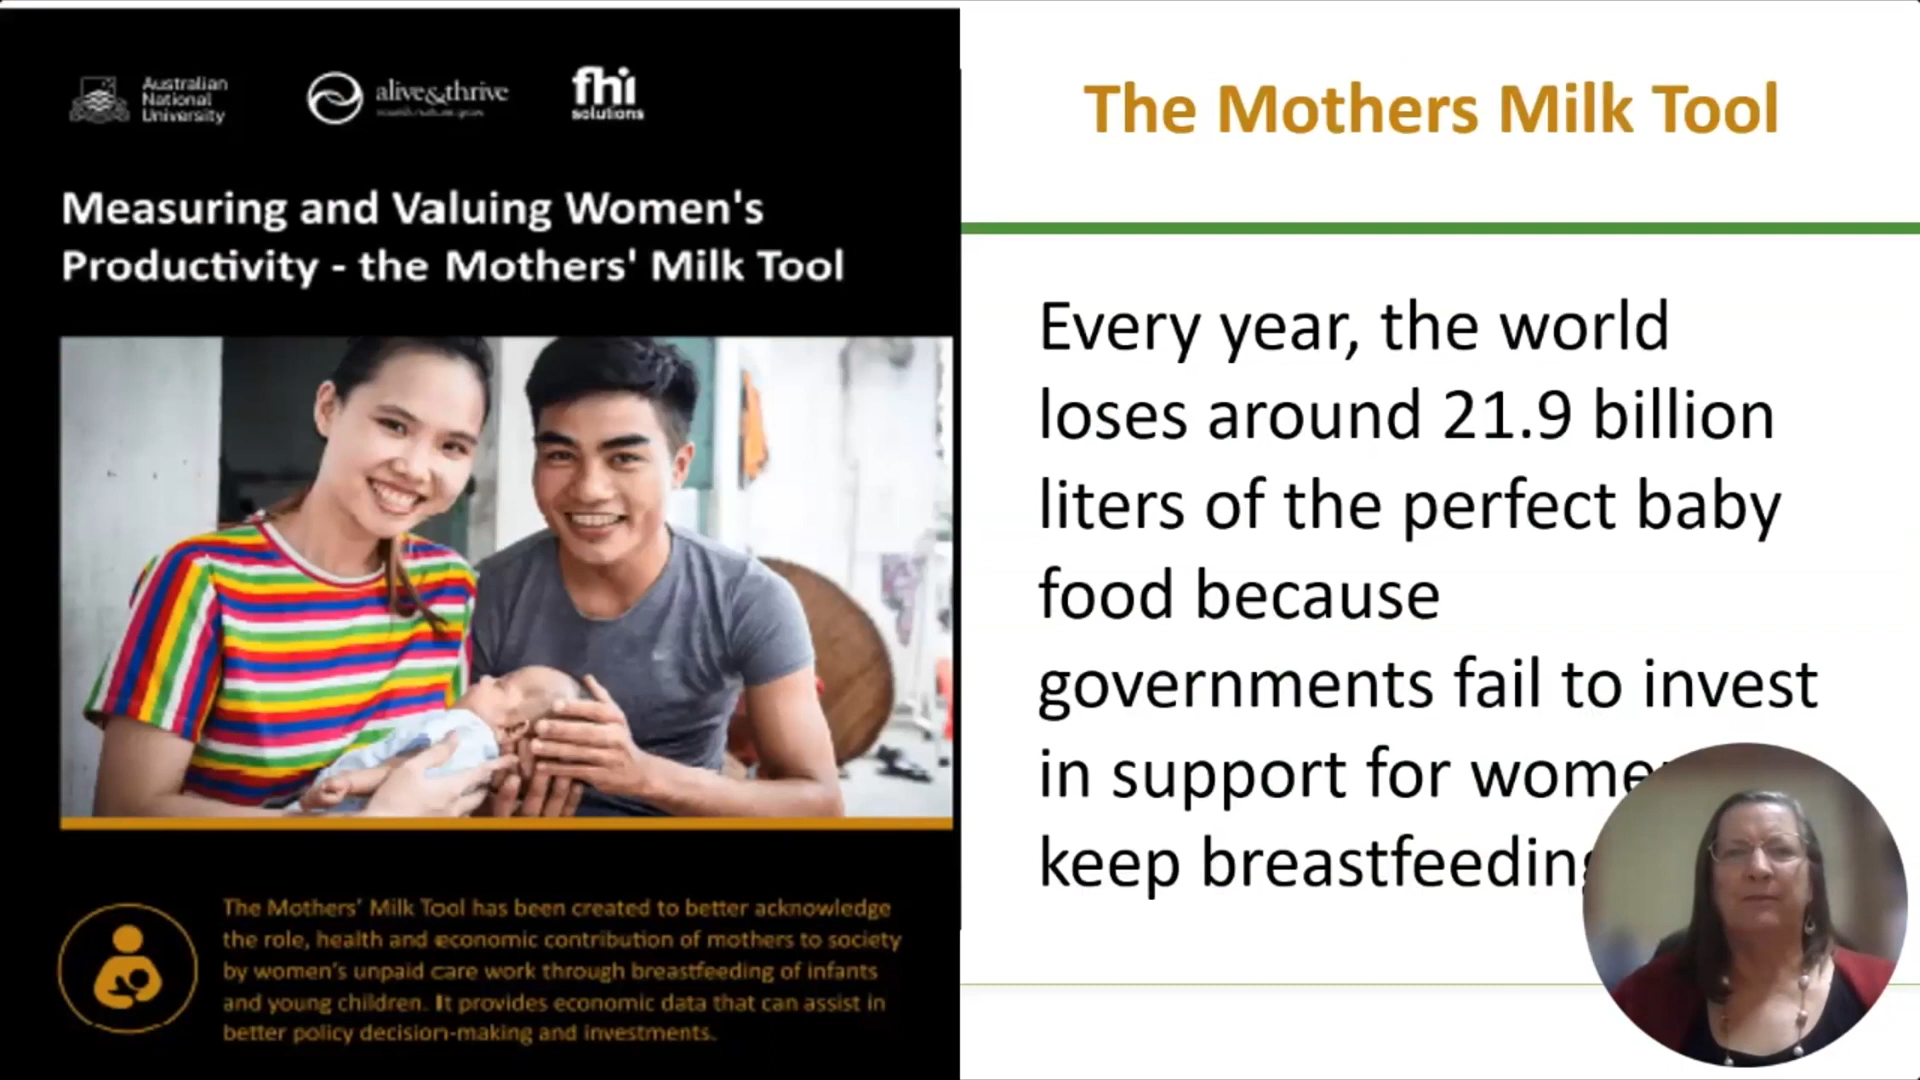 Australian
National
University
alive&thrive
fhi
solutions
Measuring and Valuing Women's
Productivity - the Mothers' Milk Tool
The Mothers' Milk Tool has been created to better acknowledge
the role, health and economic contribution of mothers to society
by women's unpaid care work through breastfeeding of infants
and young children. It provides economic data that can assist in
better policy decision-making and investments.
The Mothers Milk Tool
Every year, the world
loses around 21.9 billion
liters of the perfect baby
food because
governments fail to invest
in support for
keep